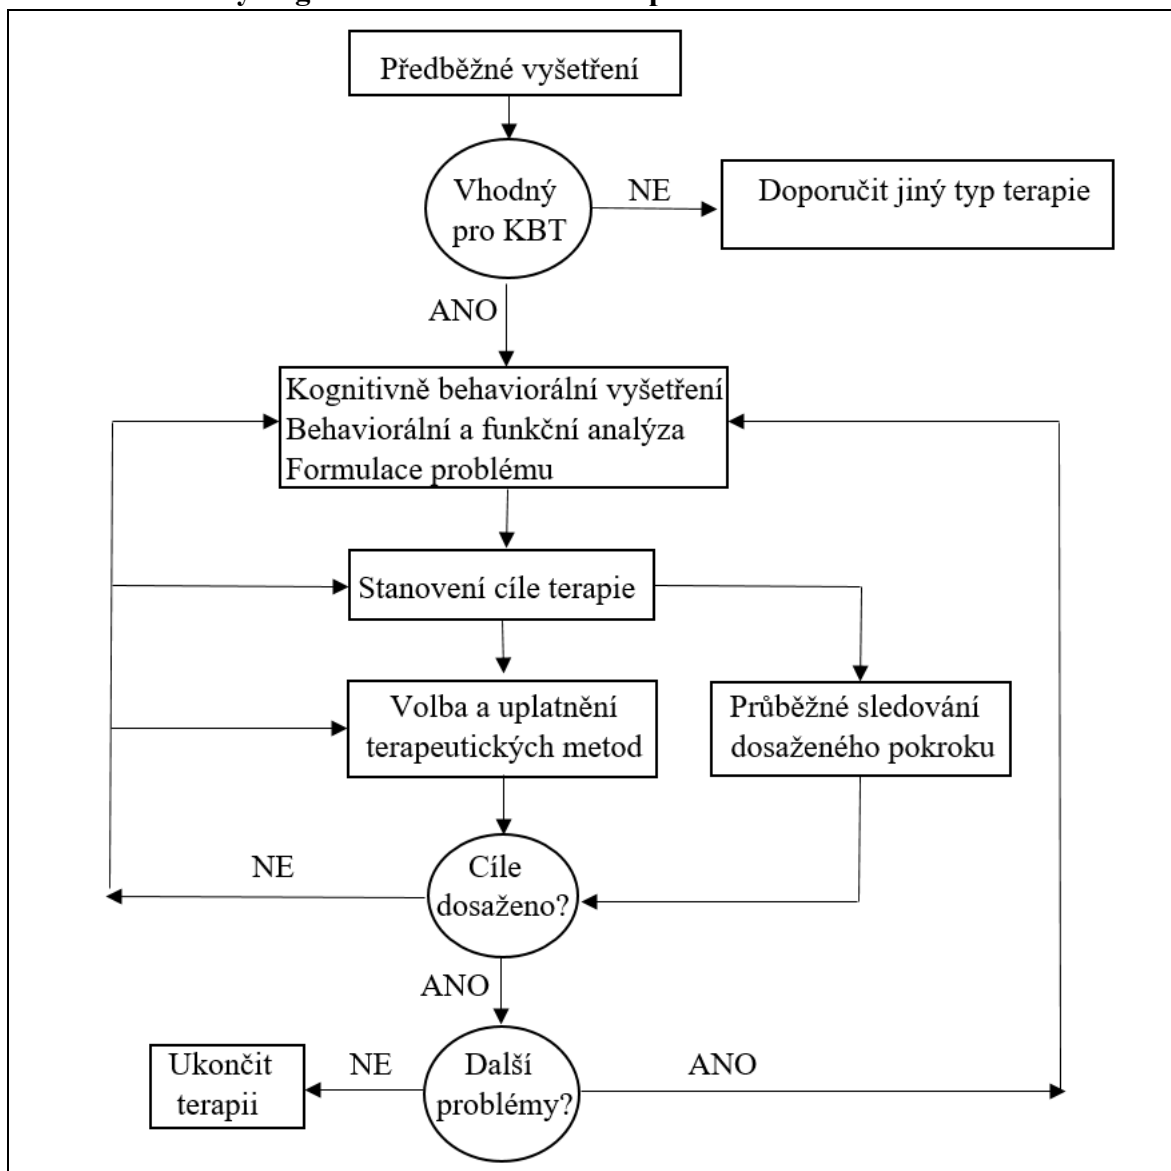 Předběžné vyšetření
Vhodný
pro KBT
NE
Doporučit jiný typ terapie
ANO
Kognitivně behaviorální vyšetření
Behaviorální a funkční analýza
Formulace problému
Stanovení cíle terapie
Volba a uplatnění
terapeutických metod
Průběžné sledování
dosaženého pokroku
NE
Cíle
dosaženo?
ANO
Ukončit
terapii
NE
Další
problémy?
ANO